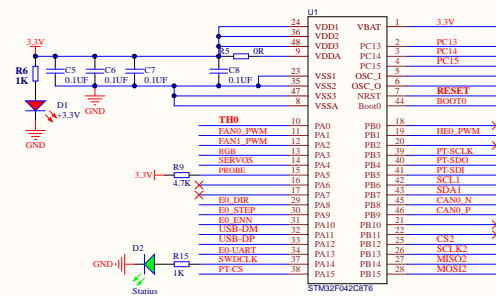 U1
3.3V
R6
1K
D1
+3.3V
GND
C5
0.1UF
C6
0.1UF
C7
0.1UF
GND
R5
0R
C8
0.1UF
24 VDD1 VBAT 1 3.3V
36 VDD2
48 VDD3 PC13 2 PC13
9 VDDA PC14 3 PC14
PC15 4 PC15
23 VSS1 OSC_I 5
35 VSS2 OSC_O 6
47 VSS3 NRST 7 RESET
8 VSSA Boot0 44 BOOT0
TH0 10 PA0 PB0 18
FAN0_PWM 11 PA1 PB1 19 HE0_PWM
FAN1_PWM 12 PA2 PB2 20
RGB 13 PA3 PB3 39 PT-SCLK
SERVOS 14 PA4 PB4 40 PT-SDO
3.3V R9 4.7K PROBE 15 PA5 PB5 41 PT-SDI
16 PA6 PB6 42 SCL1
17 PA7 PB7 43 SDA1
E0_DIR 29 PA8 PB8 45 CAN0_N
E0_STEP 30 PA9 PB9 46 CAN0_P
E0_ENN 31 PA10 PB10 21
USB-DM 32 PA11 PB11 22
USB-DP 33 PA12 PB12 25 CS2
E0-UART 34 PA13 PB13 26 SCLK2
GND D2 R15 1K SWDCLK 37 PA14 PB14 27 MISO2
Statius PT-CS 38 PA15 PB15 28 MOSI2
STM32F042C8T6